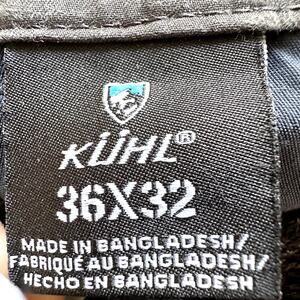 KÜHL®
36X32
MADE IN BANGLADESH/
FABRIQUÉ AU BANGLADESH/
HECHO EN BANGLADESH